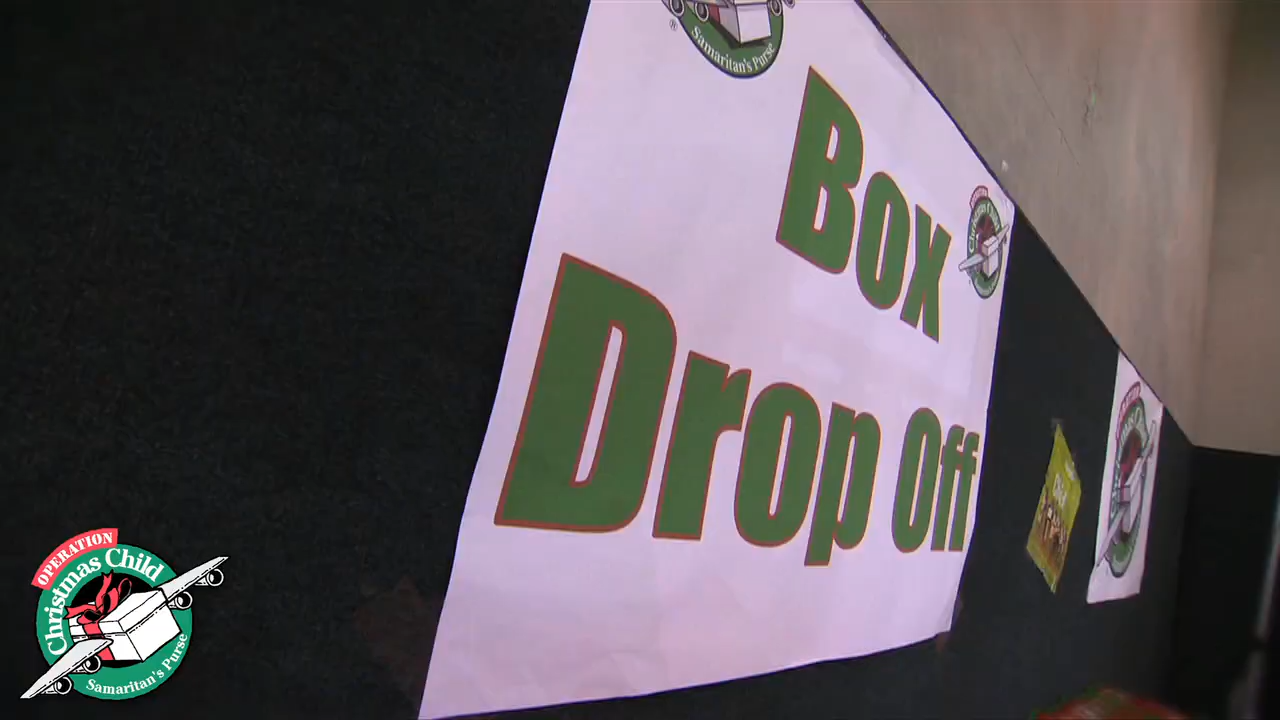 Samaritan's Purse
Box
Drop Off
OPERATION
Christmas Child
Samaritan's Purse